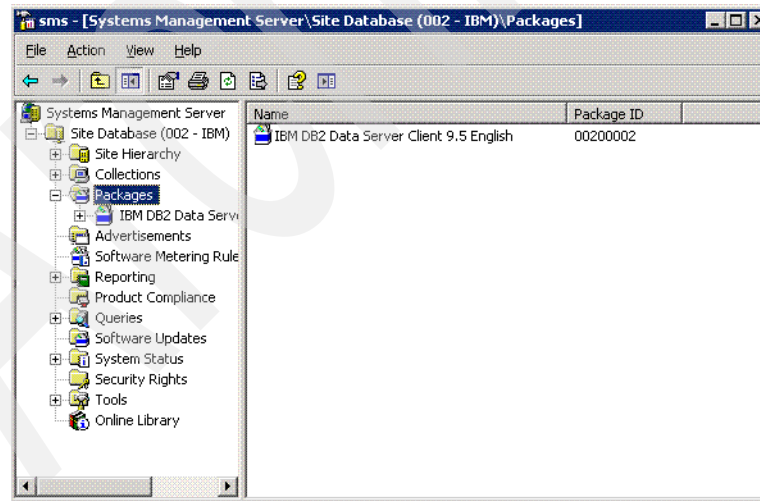 sms - [Systems Management Server\Site Database (002 - IBM)\Packages]
File Action View Help
Systems Management Server
Site Database (002 - IBM)
Site Hierarchy
Collections
Packages
IBM DB2 Data Serv
Advertisements
Software Metering Rule
Reporting
Product Compliance
Queries
Software Updates
System Status
Security Rights
Tools
Online Library
Name Package ID
IBM DB2 Data Server Client 9.5 English 00200002